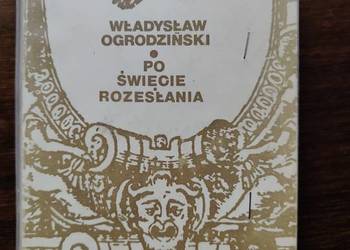 WŁADYSŁAW
OGRODZIŃSKI
•
PO
ŚWIECIE
ROZESŁANIA